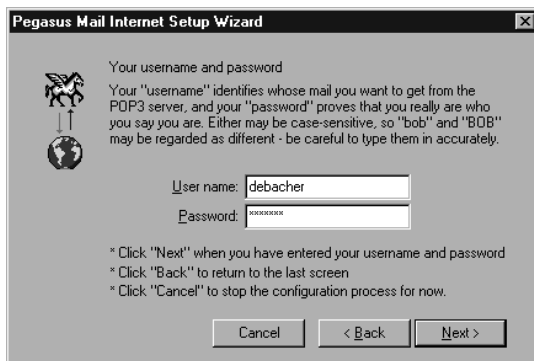 Pegasus Mail Internet Setup Wizard
Your username and password
Your "username" identifies whose mail you want to get from the
POP3 server, and your "password" proves that you really are who
you say you are. Either may be case-sensitive, so "bob" and "BOB"
may be regarded as different - be careful to type them in accurately.
User name: debacher
Password: *******
* Click "Next" when you have entered your username and password
* Click "Back" to return to the last screen
* Click "Cancel" to stop the configuration process for now.
Cancel < Back Next >